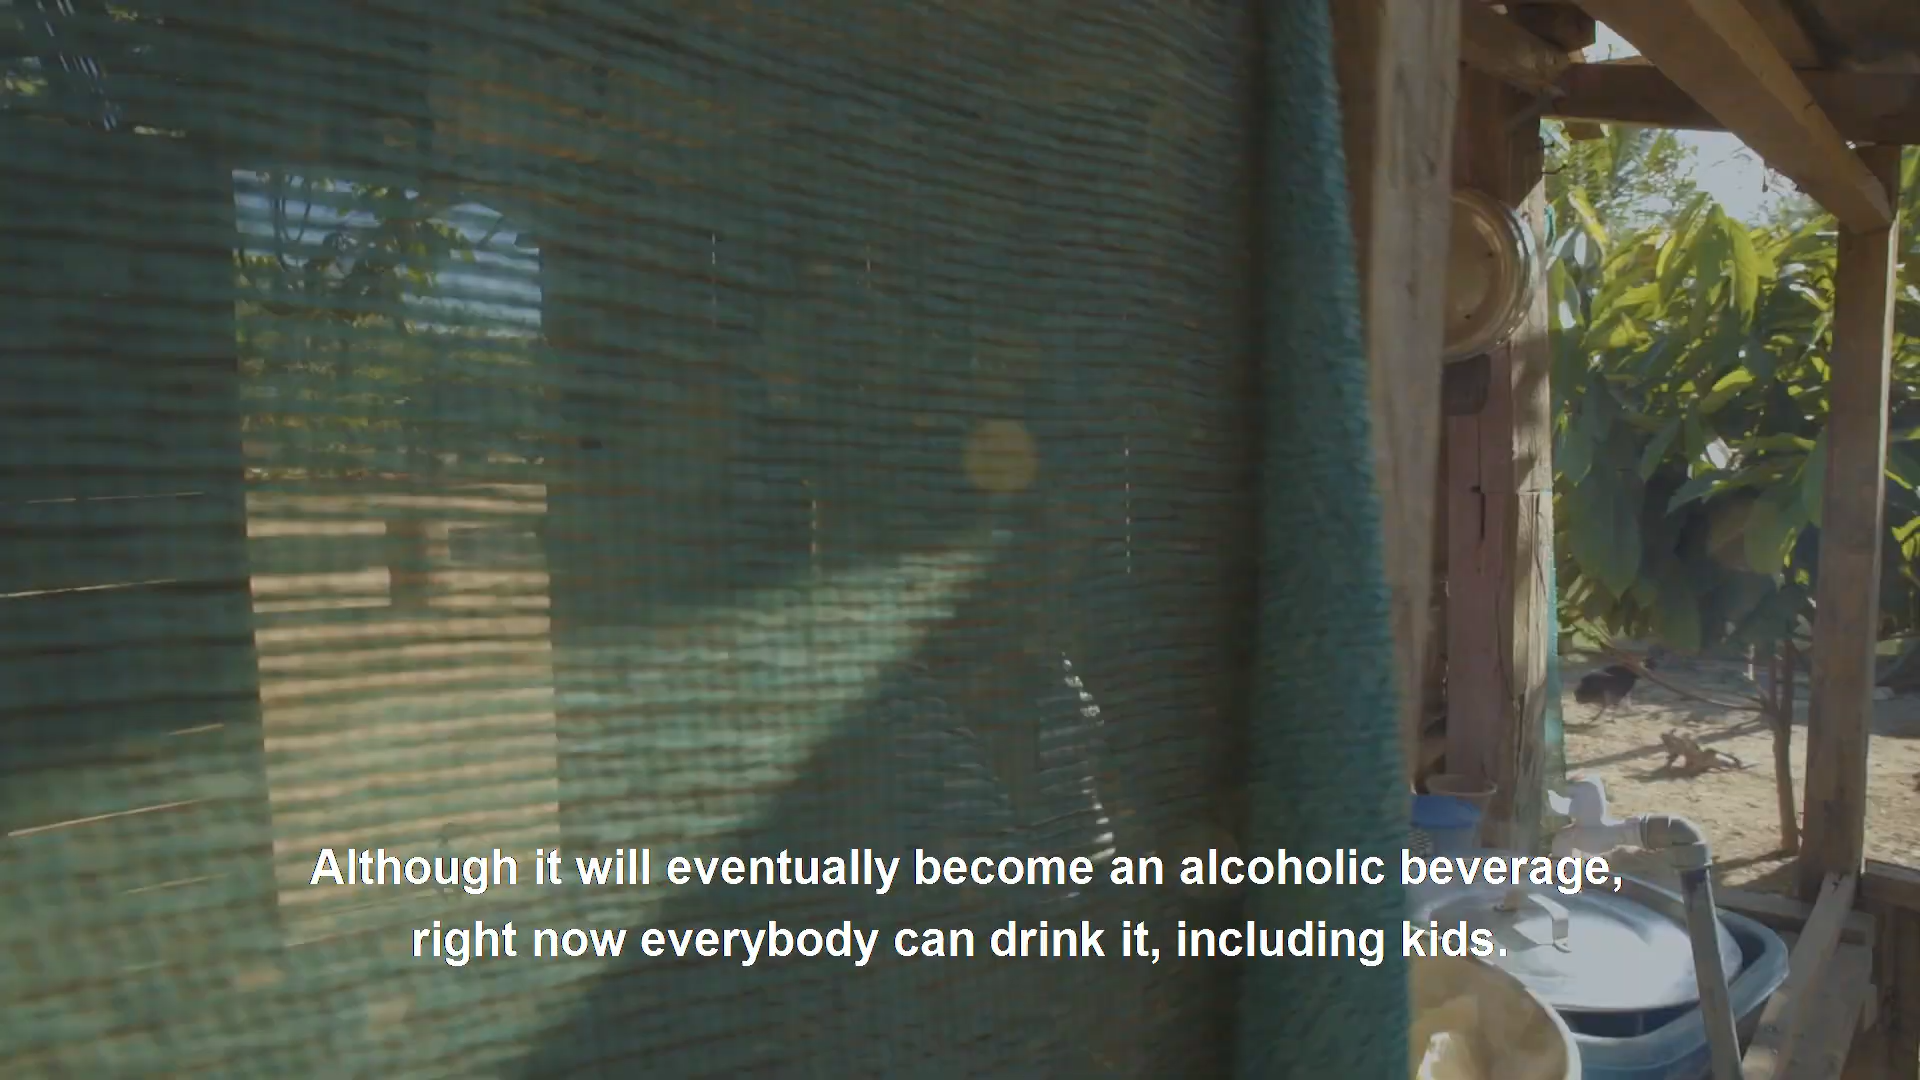 Although it will eventually become an alcoholic beverage,
right now everybody can drink it, including kids.